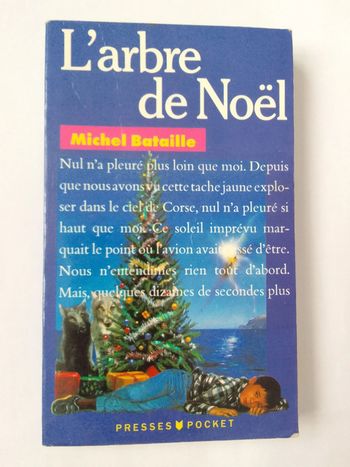 L'arbre
de Noël
Michel Bataille
Nul n'a pleuré plus loin que moi. Depuis
que nous avons vu cette tache jaune explo-
ser dans le ciel de Corse, nul n'a pleuré si
haut que moi. Ce soleil imprévu mar-
quait le point où l'avion avait cessé d'être.
Nous n'entendîmes rien tout d'abord.
Mais, quelques dizaines de secondes plus
PRESSES POCKET